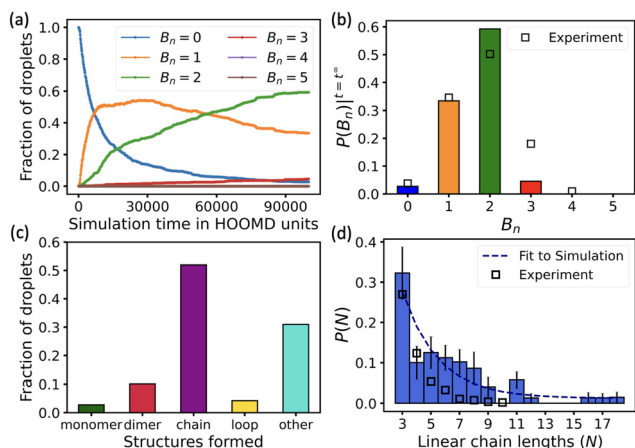 (a)
Fraction of droplets
1.0
0.8
0.6
0.4
0.2
0.0
B_n = 0
B_n = 1
B_n = 2
B_n = 3
B_n = 4
B_n = 5
0 30000 60000 90000
Simulation time in HOOMD units
(b)
P(B_n)|^{t = t^∞}
0.6
0.5
0.4
0.3
0.2
0.1
0.0
Experiment
0 1 2 3 4 5
B_n
(c)
Fraction of droplets
0.6
0.5
0.4
0.3
0.2
0.1
0.0
monomer dimer chain loop other
Structures formed
(d)
P(N)
0.4
0.3
0.2
0.1
0.0
Fit to Simulation
Experiment
3 5 7 9 11 13 15 17
Linear chain lengths (N)